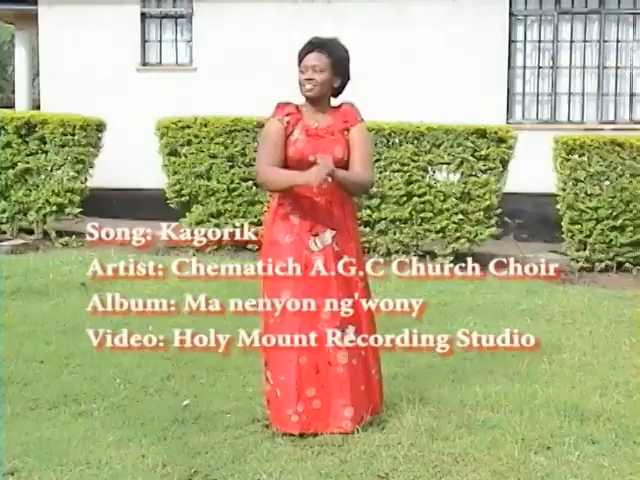 Song: Kagorik
Artist: Chematich A.G.C Church Choir
Album: Ma nenyon ng'wony
Video: Holy Mount Recording Studio